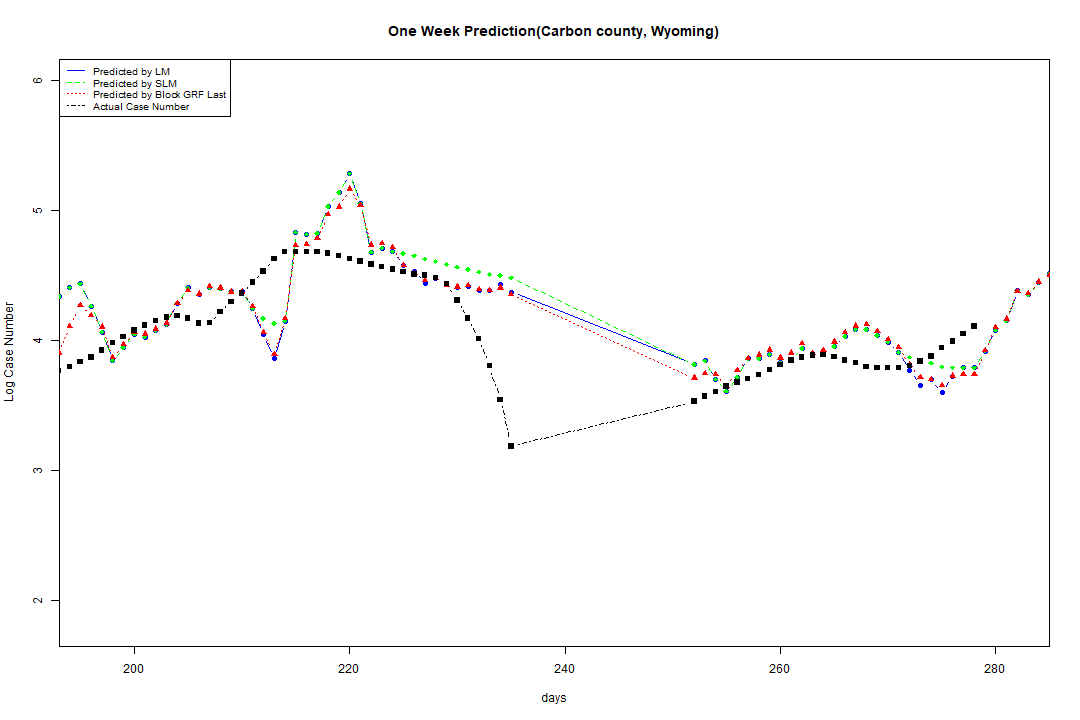 One Week Prediction(Carbon county, Wyoming)
Predicted by LM
Predicted by SLM
Predicted by Block GRF Last
Actual Case Number
6
5
4
3
2
Log Case Number
200 220 240 260 280
days